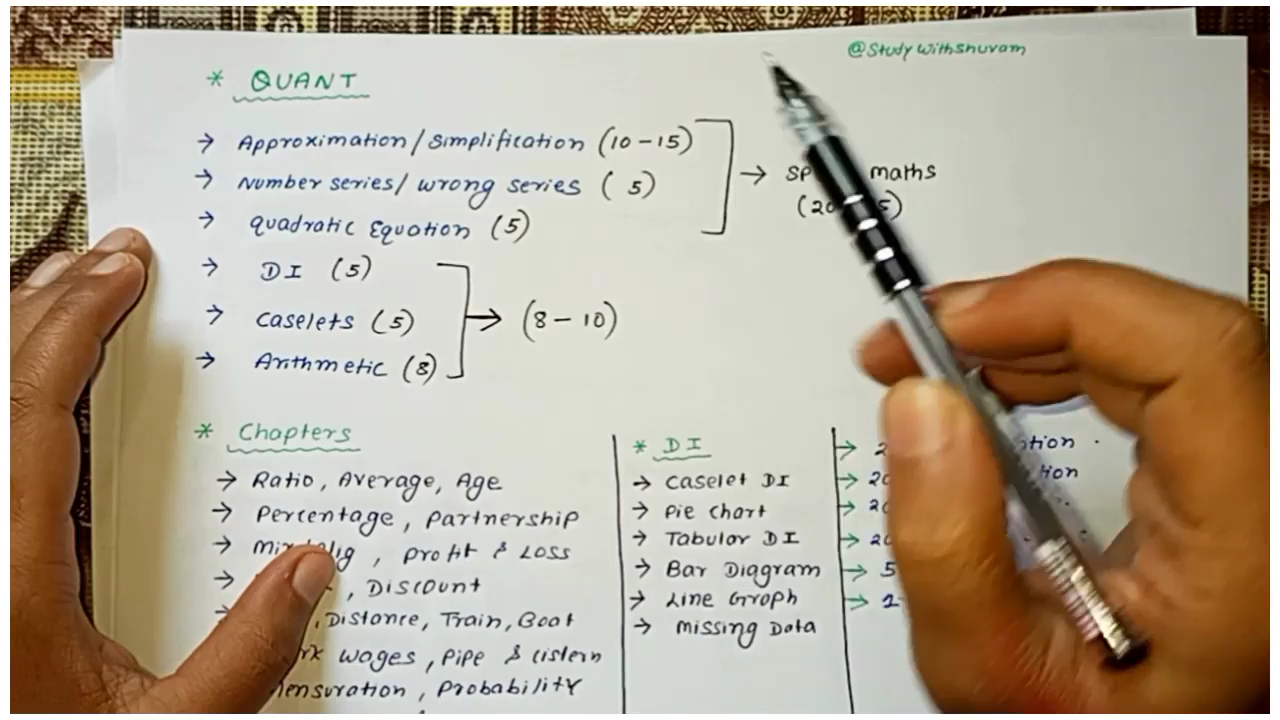 @StudywithShuvam
* QUANT
→ Approximation/Simplification (10-15)
→ Number series/wrong series (5)
→ Quadratic Equation (5)
→ maths
→ DI (5)
→ Caselets (5)
→ Arithmetic (8)
→ (8-10)
* Chapters
→ Ratio, Average, Age
→ Percentage, Partnership
→ , Profit & Loss
→ , Discount
, Distance, Train, Boat
wages, Pipe & Cistern
, Probability
* DI
→ Caselet DI
→ Pie Chart
→ Tabular DI
→ Bar Diagram
→ Line Graph
→ Missing Data